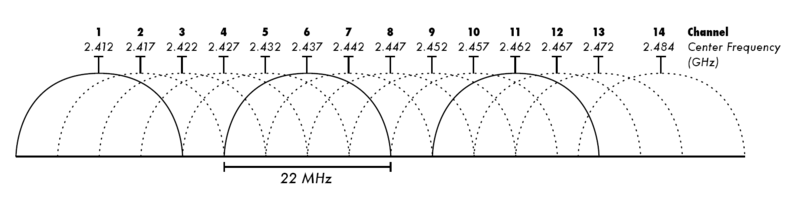 1 2 3 4 5 6 7 8 9 10 11 12 13 14 Channel
2.412 2.417 2.422 2.427 2.432 2.437 2.442 2.447 2.452 2.457 2.462 2.467 2.472 2.484 Center Frequency
(GHz)
22 MHz